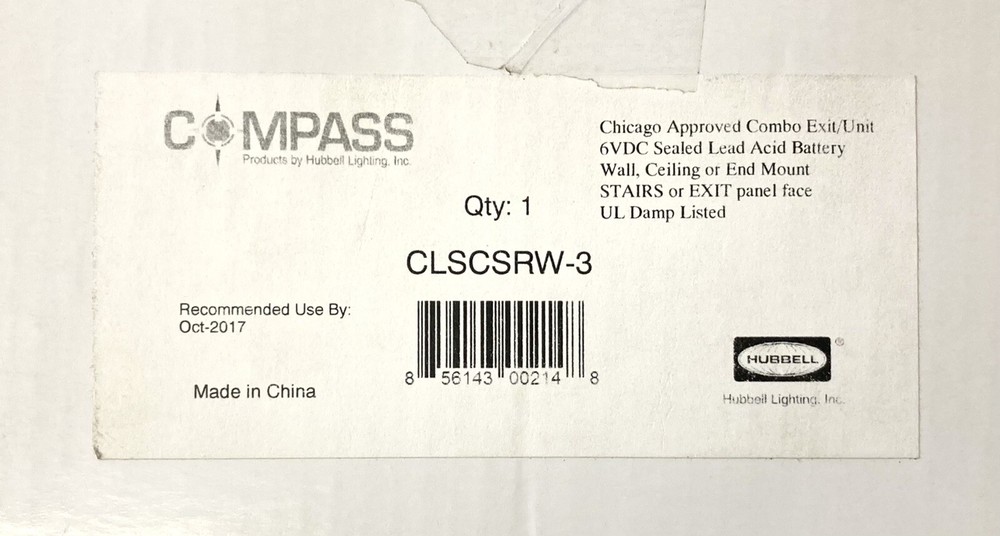 COMPASS
Products by Hubbell Lighting, Inc.
Chicago Approved Combo Exit/Unit
6VDC Sealed Lead Acid Battery
Wall, Ceiling or End Mount
STAIRS or EXIT panel face
UL Damp Listed
Qty: 1
CLSCSRW-3
Recommended Use By:
Oct-2017
8 56143 00214 8
Made in China
HUBBELL ®
Hubbell Lighting, Inc.